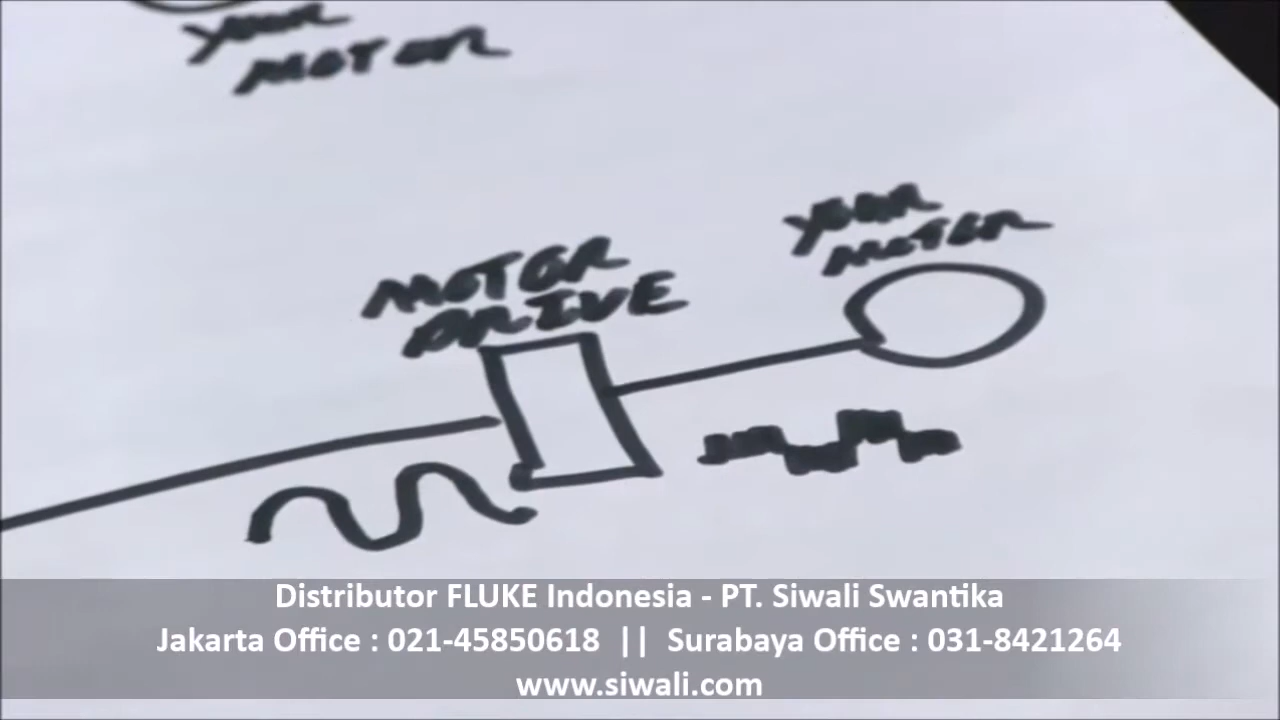 YOUR
MOTOR
YOUR
MOTOR
MOTOR
DRIVE
Distributor FLUKE Indonesia - PT. Siwali Swantika
Jakarta Office : 021-45850618 || Surabaya Office : 031-8421264
www.siwali.com